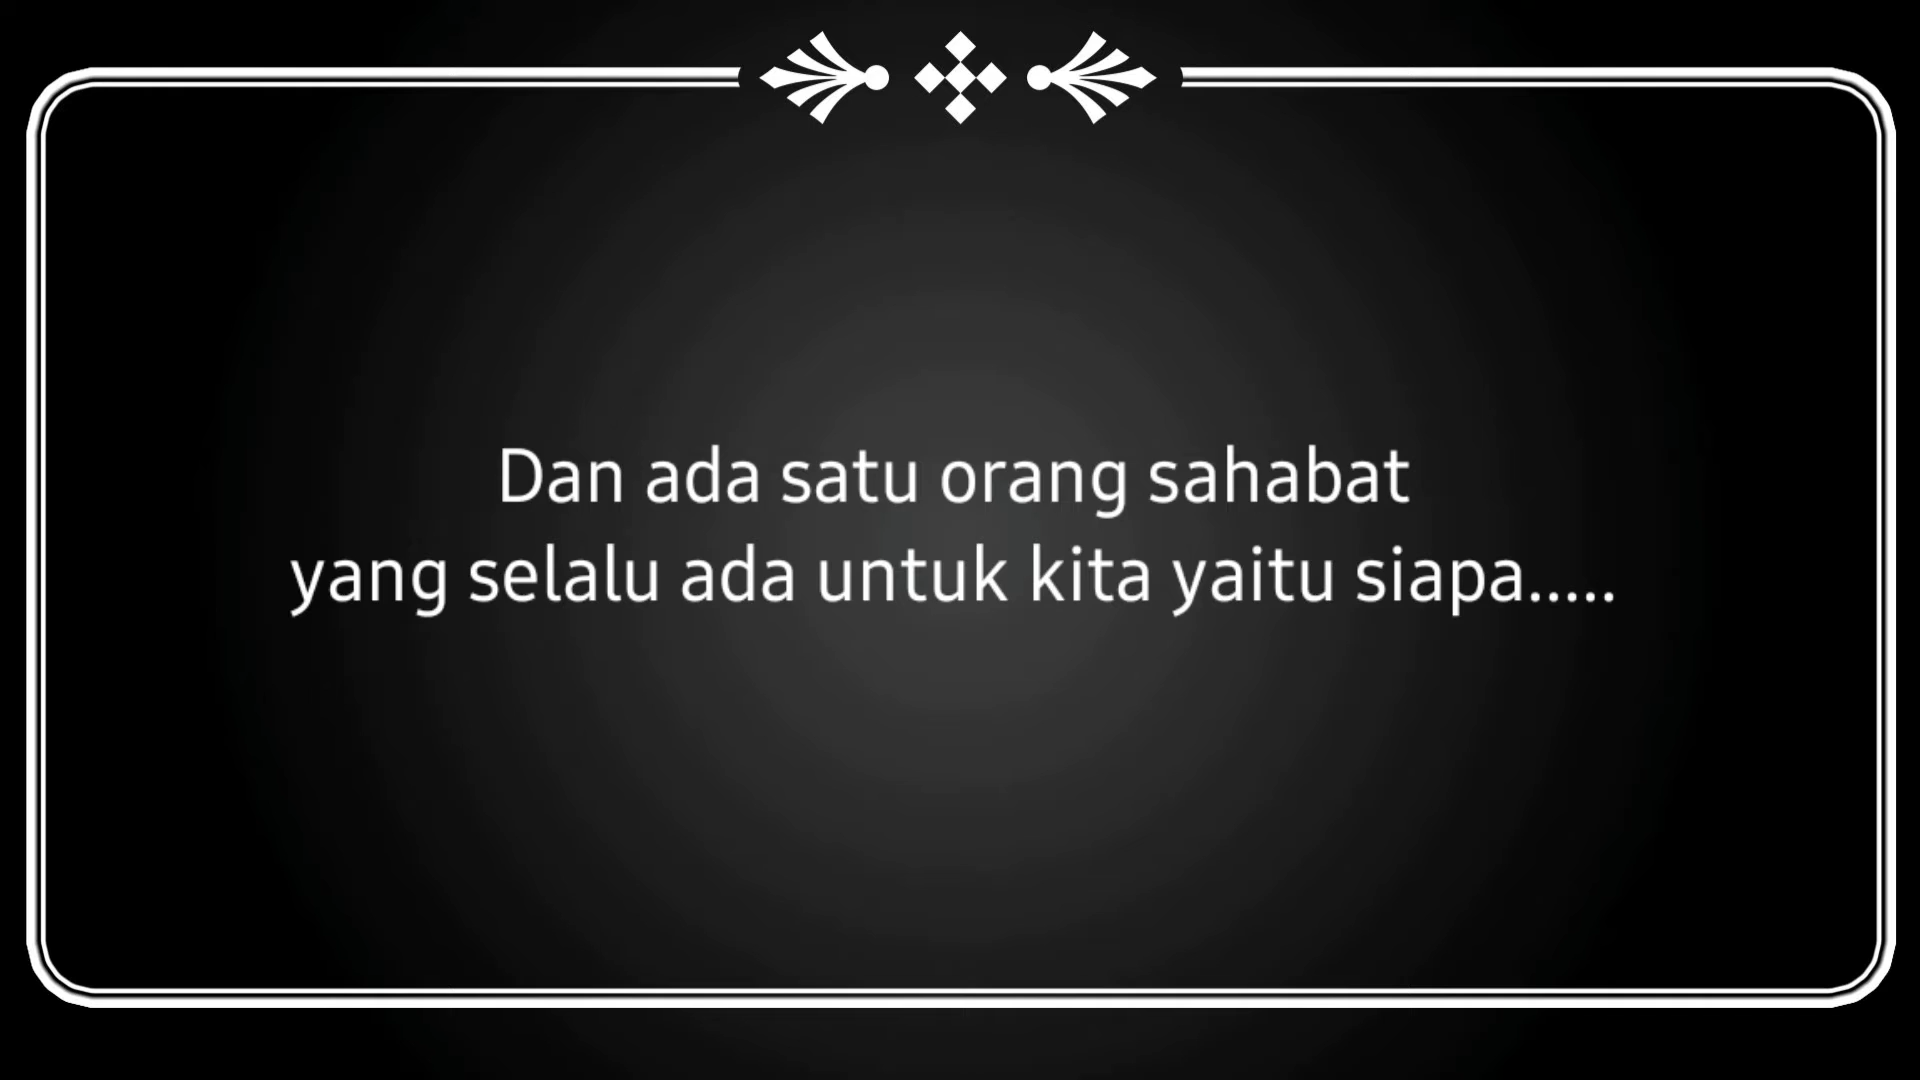 Dan ada satu orang sahabat
yang selalu ada untuk kita yaitu siapa.....